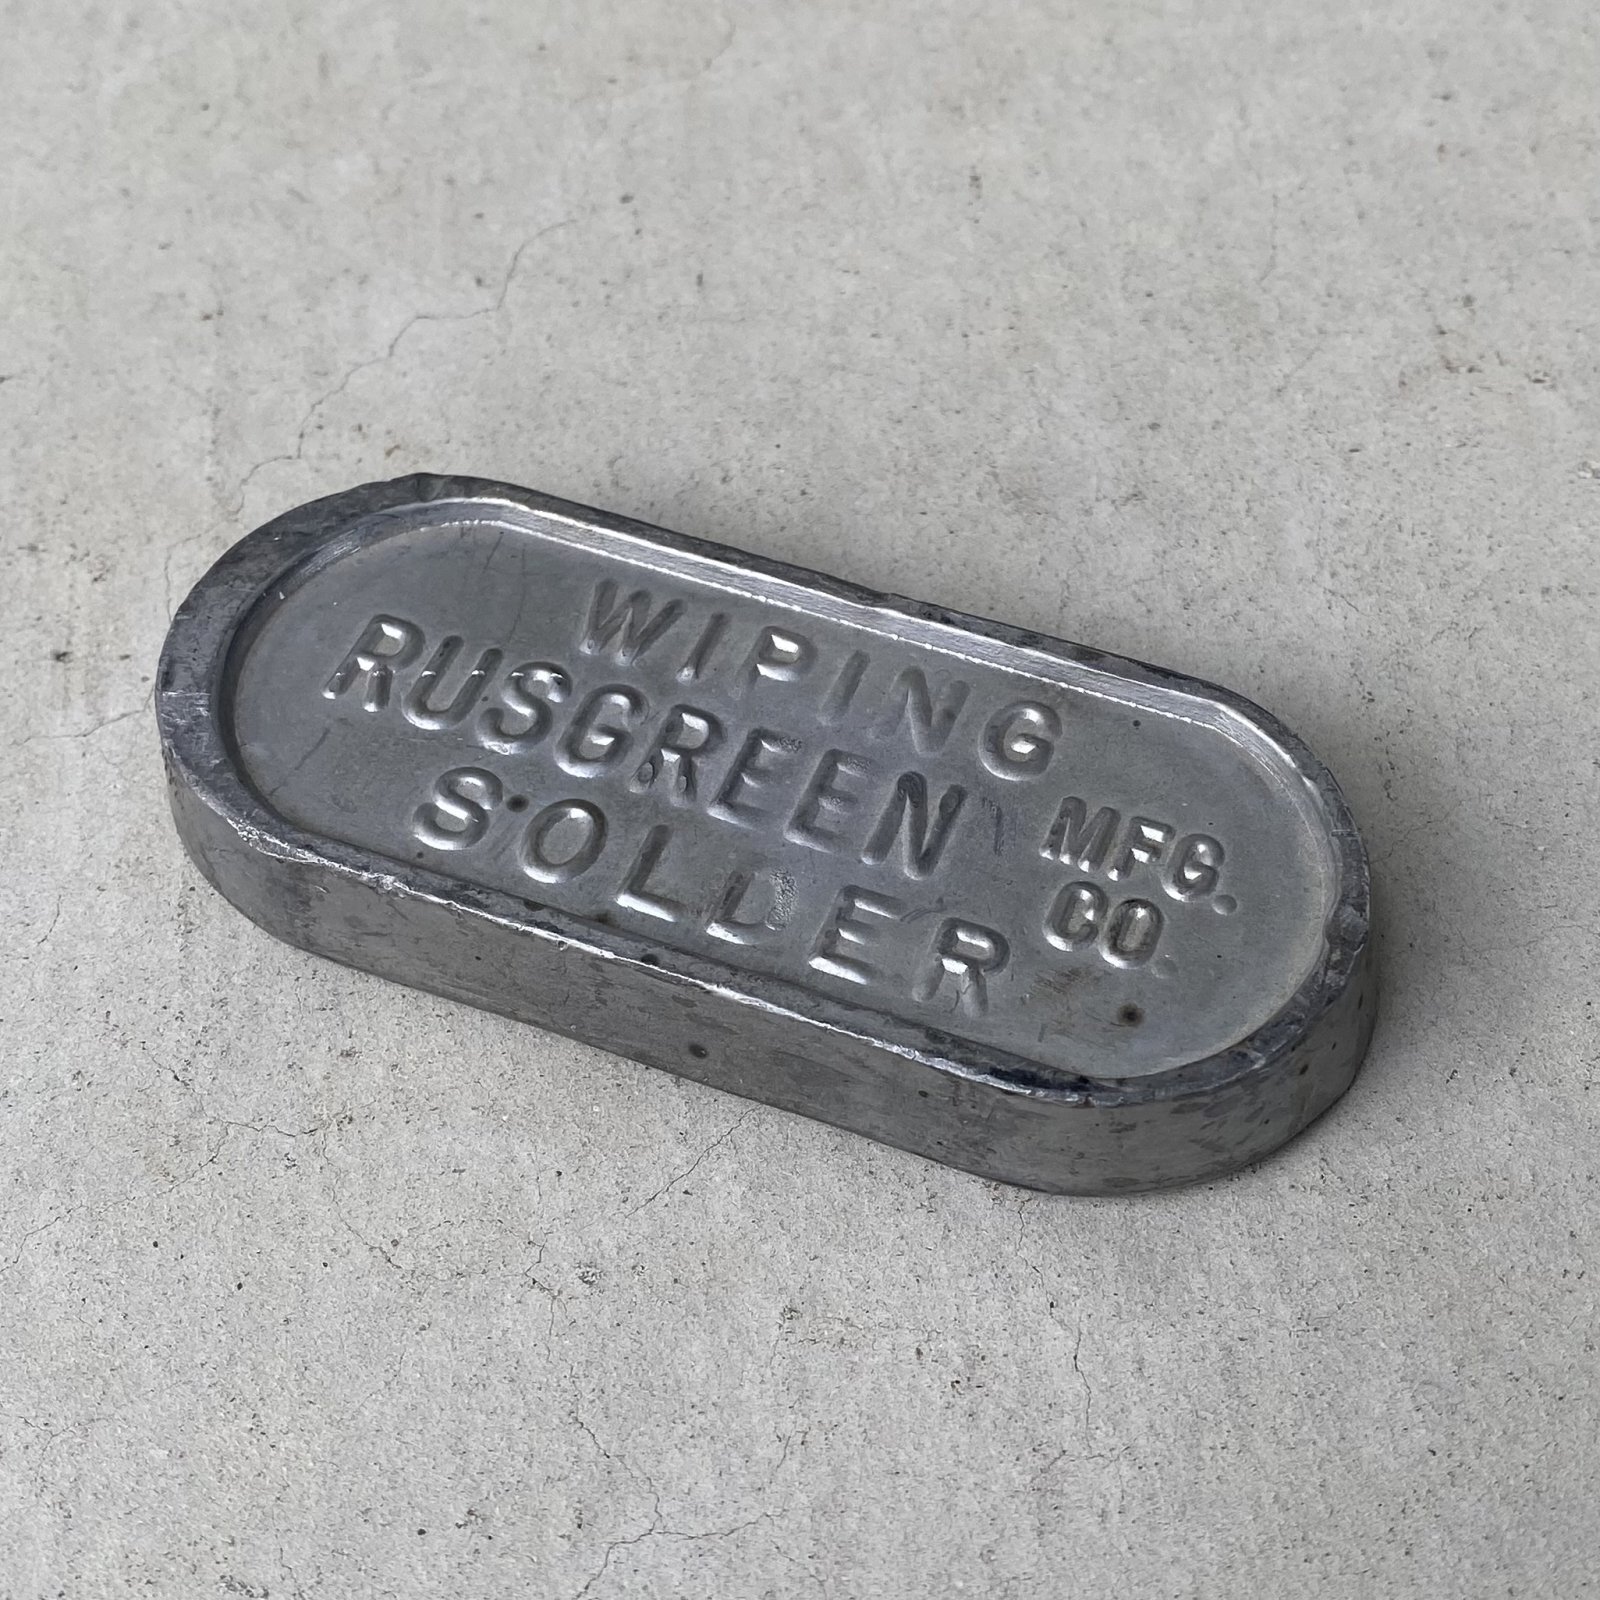 WIPING
RUSGREEN MFG. CO.
SOLDER